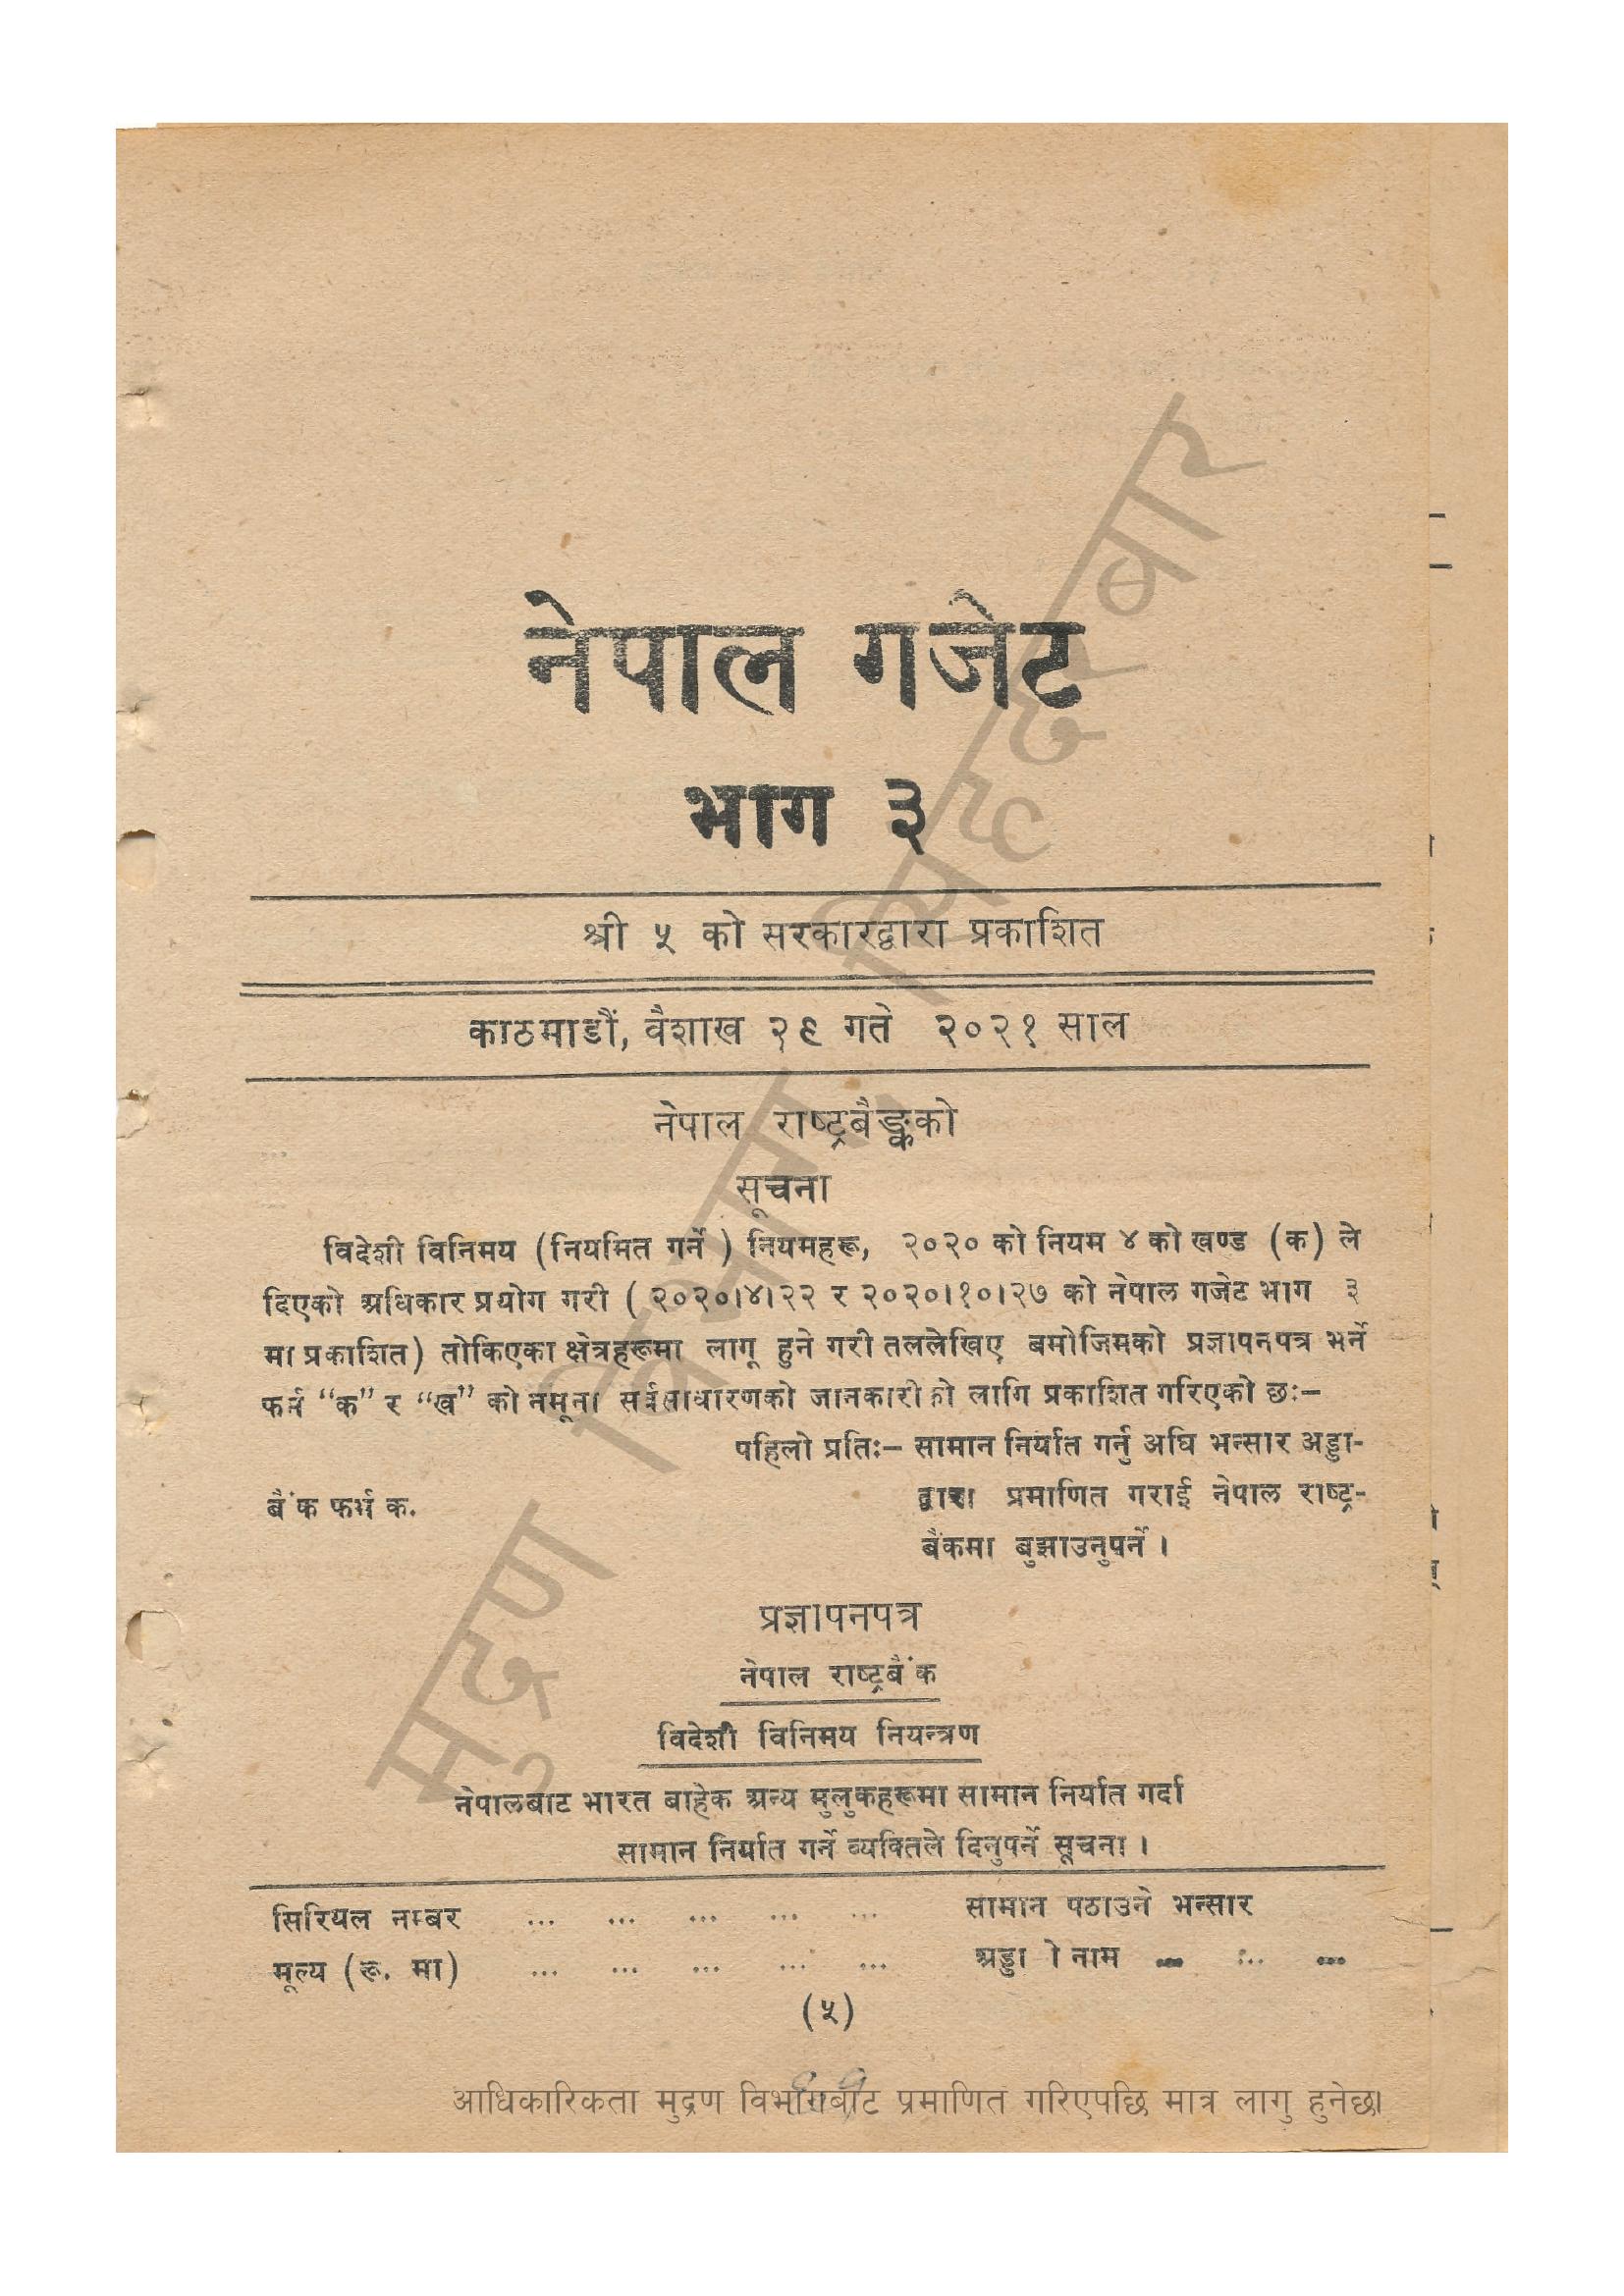 नेपाल गजेट
भाग ३
श्री ५ को सरकारद्वारा प्रकाशित
काठमाडौं, वैशाख २९ गते २०२१ साल
नेपाल राष्ट्रबैङ्कको
सूचना
विदेशी विनिमय (नियमित गर्ने ) नियमहरू, २०२० को नियम ४ को खण्ड (क) ले
दिएको अधिकार प्रयोग गरी ( २०२०।४।२२ र २०२०।१०।२७ को नेपाल गजेट भाग ३
मा प्रकाशित) तोकिएका क्षेत्रहरूमा लागू हुने गरी तललेखिए बमोजिमको प्रज्ञापनपत्र भर्ने
फर्म “क” र “ख” को नमूना सर्वसाधारणको जानकारीको लागि प्रकाशित गरिएको छः–
पहिलो प्रतिः– सामान निर्यात गर्नु अघि भन्सार अड्डा-
द्वारा प्रमाणित गराई नेपाल राष्ट्र-
बैंक फर्म क.
बैंकमा बुझाउनुपर्ने ।
प्रज्ञापनपत्र
नेपाल राष्ट्रबैंक
विदेशी विनिमय नियन्त्रण
नेपालबाट भारत बाहेक अन्य मुलुकहरूमा सामान निर्यात गर्दा
सामान निर्यात गर्ने व्यक्तिले दिनुपर्ने सूचना ।
सिरियल नम्बर ... ... ... ... ... सामान पठाउने भन्सार
मूल्य (रू. मा) ... ... ... ... ... अड्डा ो नाम ... ... ...
(५)
मुद्रण विभाग, सिंहदरबार
आधिकारिकता मुद्रण विभागबाट प्रमाणित गरिएपछि मात्र लागु हुनेछ।